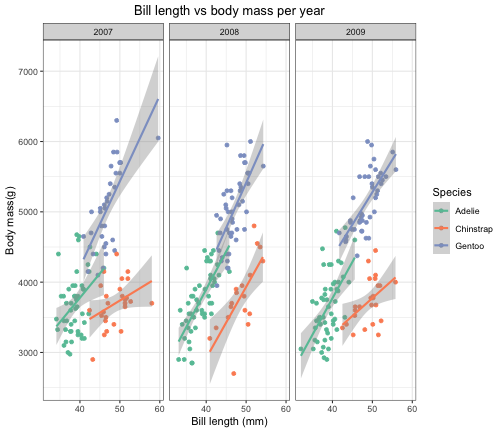 Bill length vs body mass per year
2007 2008 2009
7000
6000
5000
4000
3000
Body mass(g)
40 50 60 40 50 60 40 50 60
Bill length (mm)
Species
Adelie
Chinstrap
Gentoo